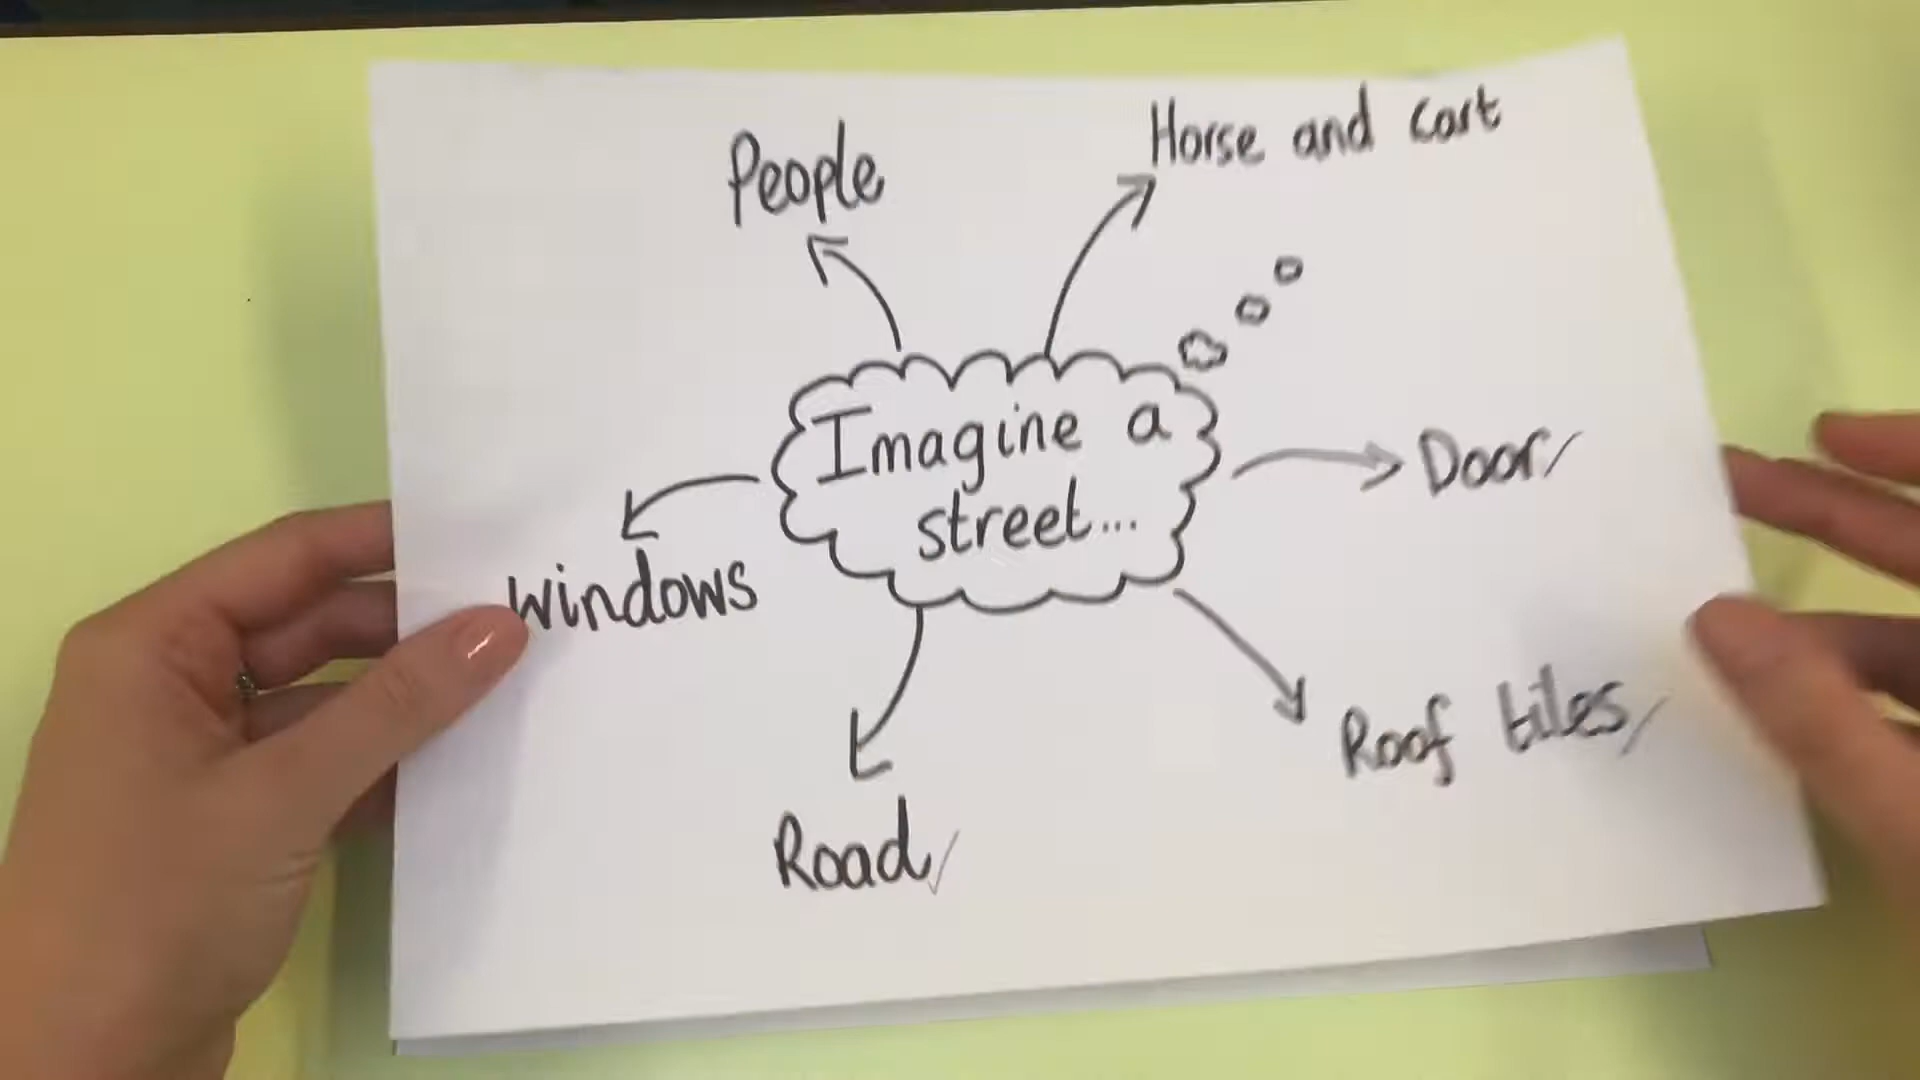 People
Horse and cart
Imagine a
street...
Door
windows
Roof tiles
Road